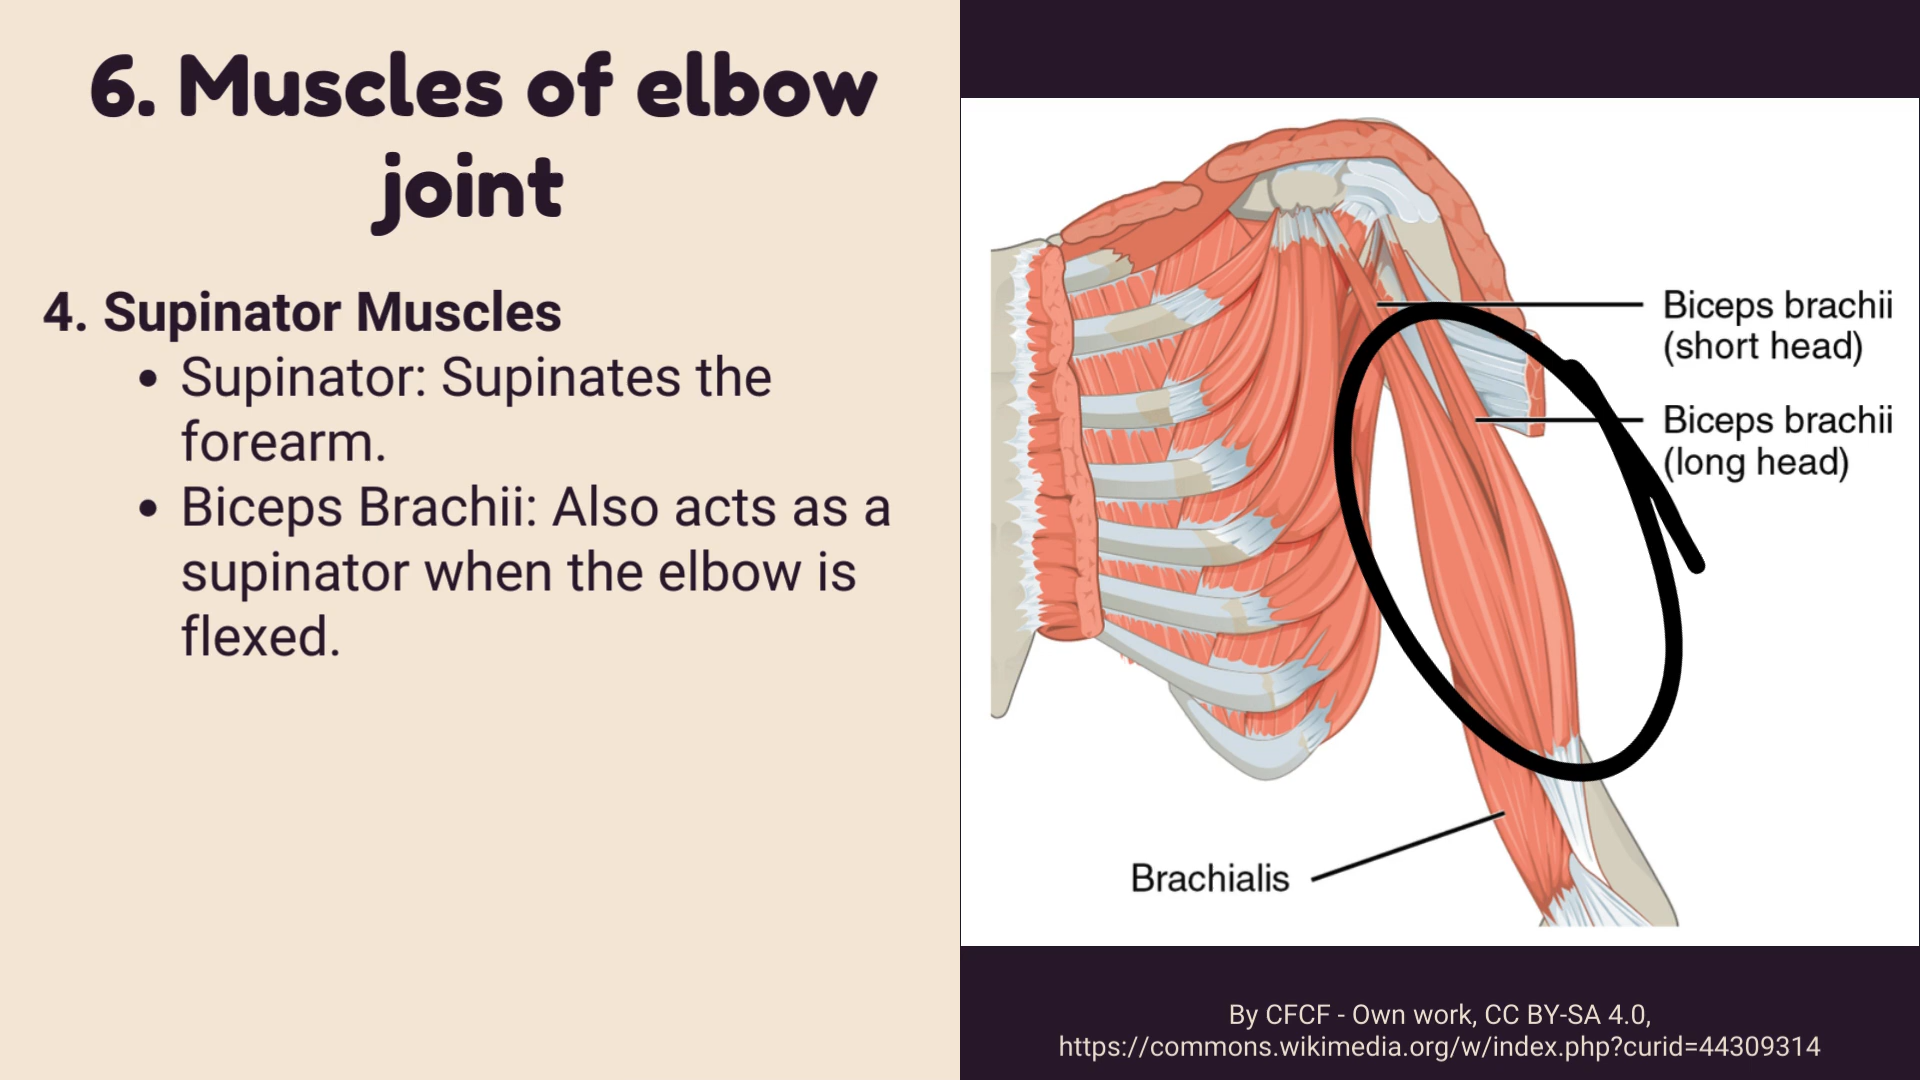 6. Muscles of elbow
joint
4. Supinator Muscles
• Supinator: Supinates the
forearm.
• Biceps Brachii: Also acts as a
supinator when the elbow is
flexed.
Biceps brachii
(short head)
Biceps brachii
(long head)
Brachialis
By CFCF - Own work, CC BY-SA 4.0,
https://commons.wikimedia.org/w/index.php?curid=44309314